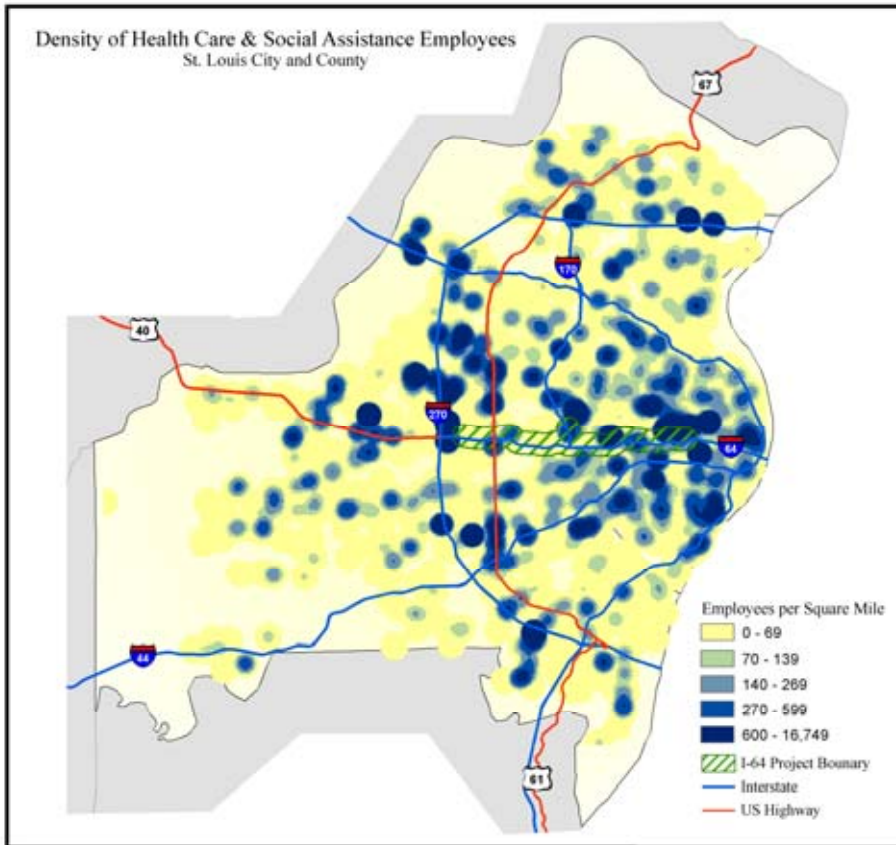 Density of Health Care & Social Assistance Employees
St. Louis City and County
67
170
40
270
64
44
61
Employees per Square Mile
0 - 69
70 - 139
140 - 269
270 - 599
600 - 16,749
I-64 Project Bounary
Interstate
US Highway